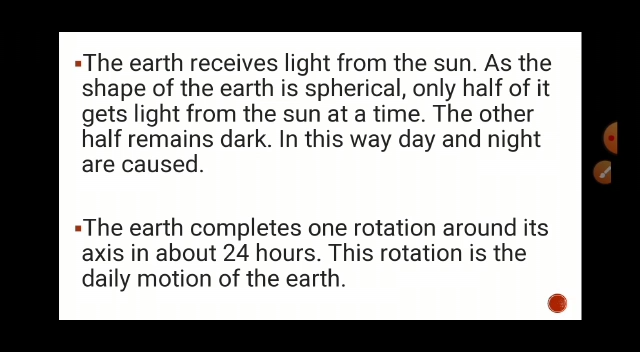 ▪The earth receives light from the sun. As the
shape of the earth is spherical, only half of it
gets light from the sun at a time. The other
half remains dark. In this way day and night
are caused.
▪The earth completes one rotation around its
axis in about 24 hours. This rotation is the
daily motion of the earth.